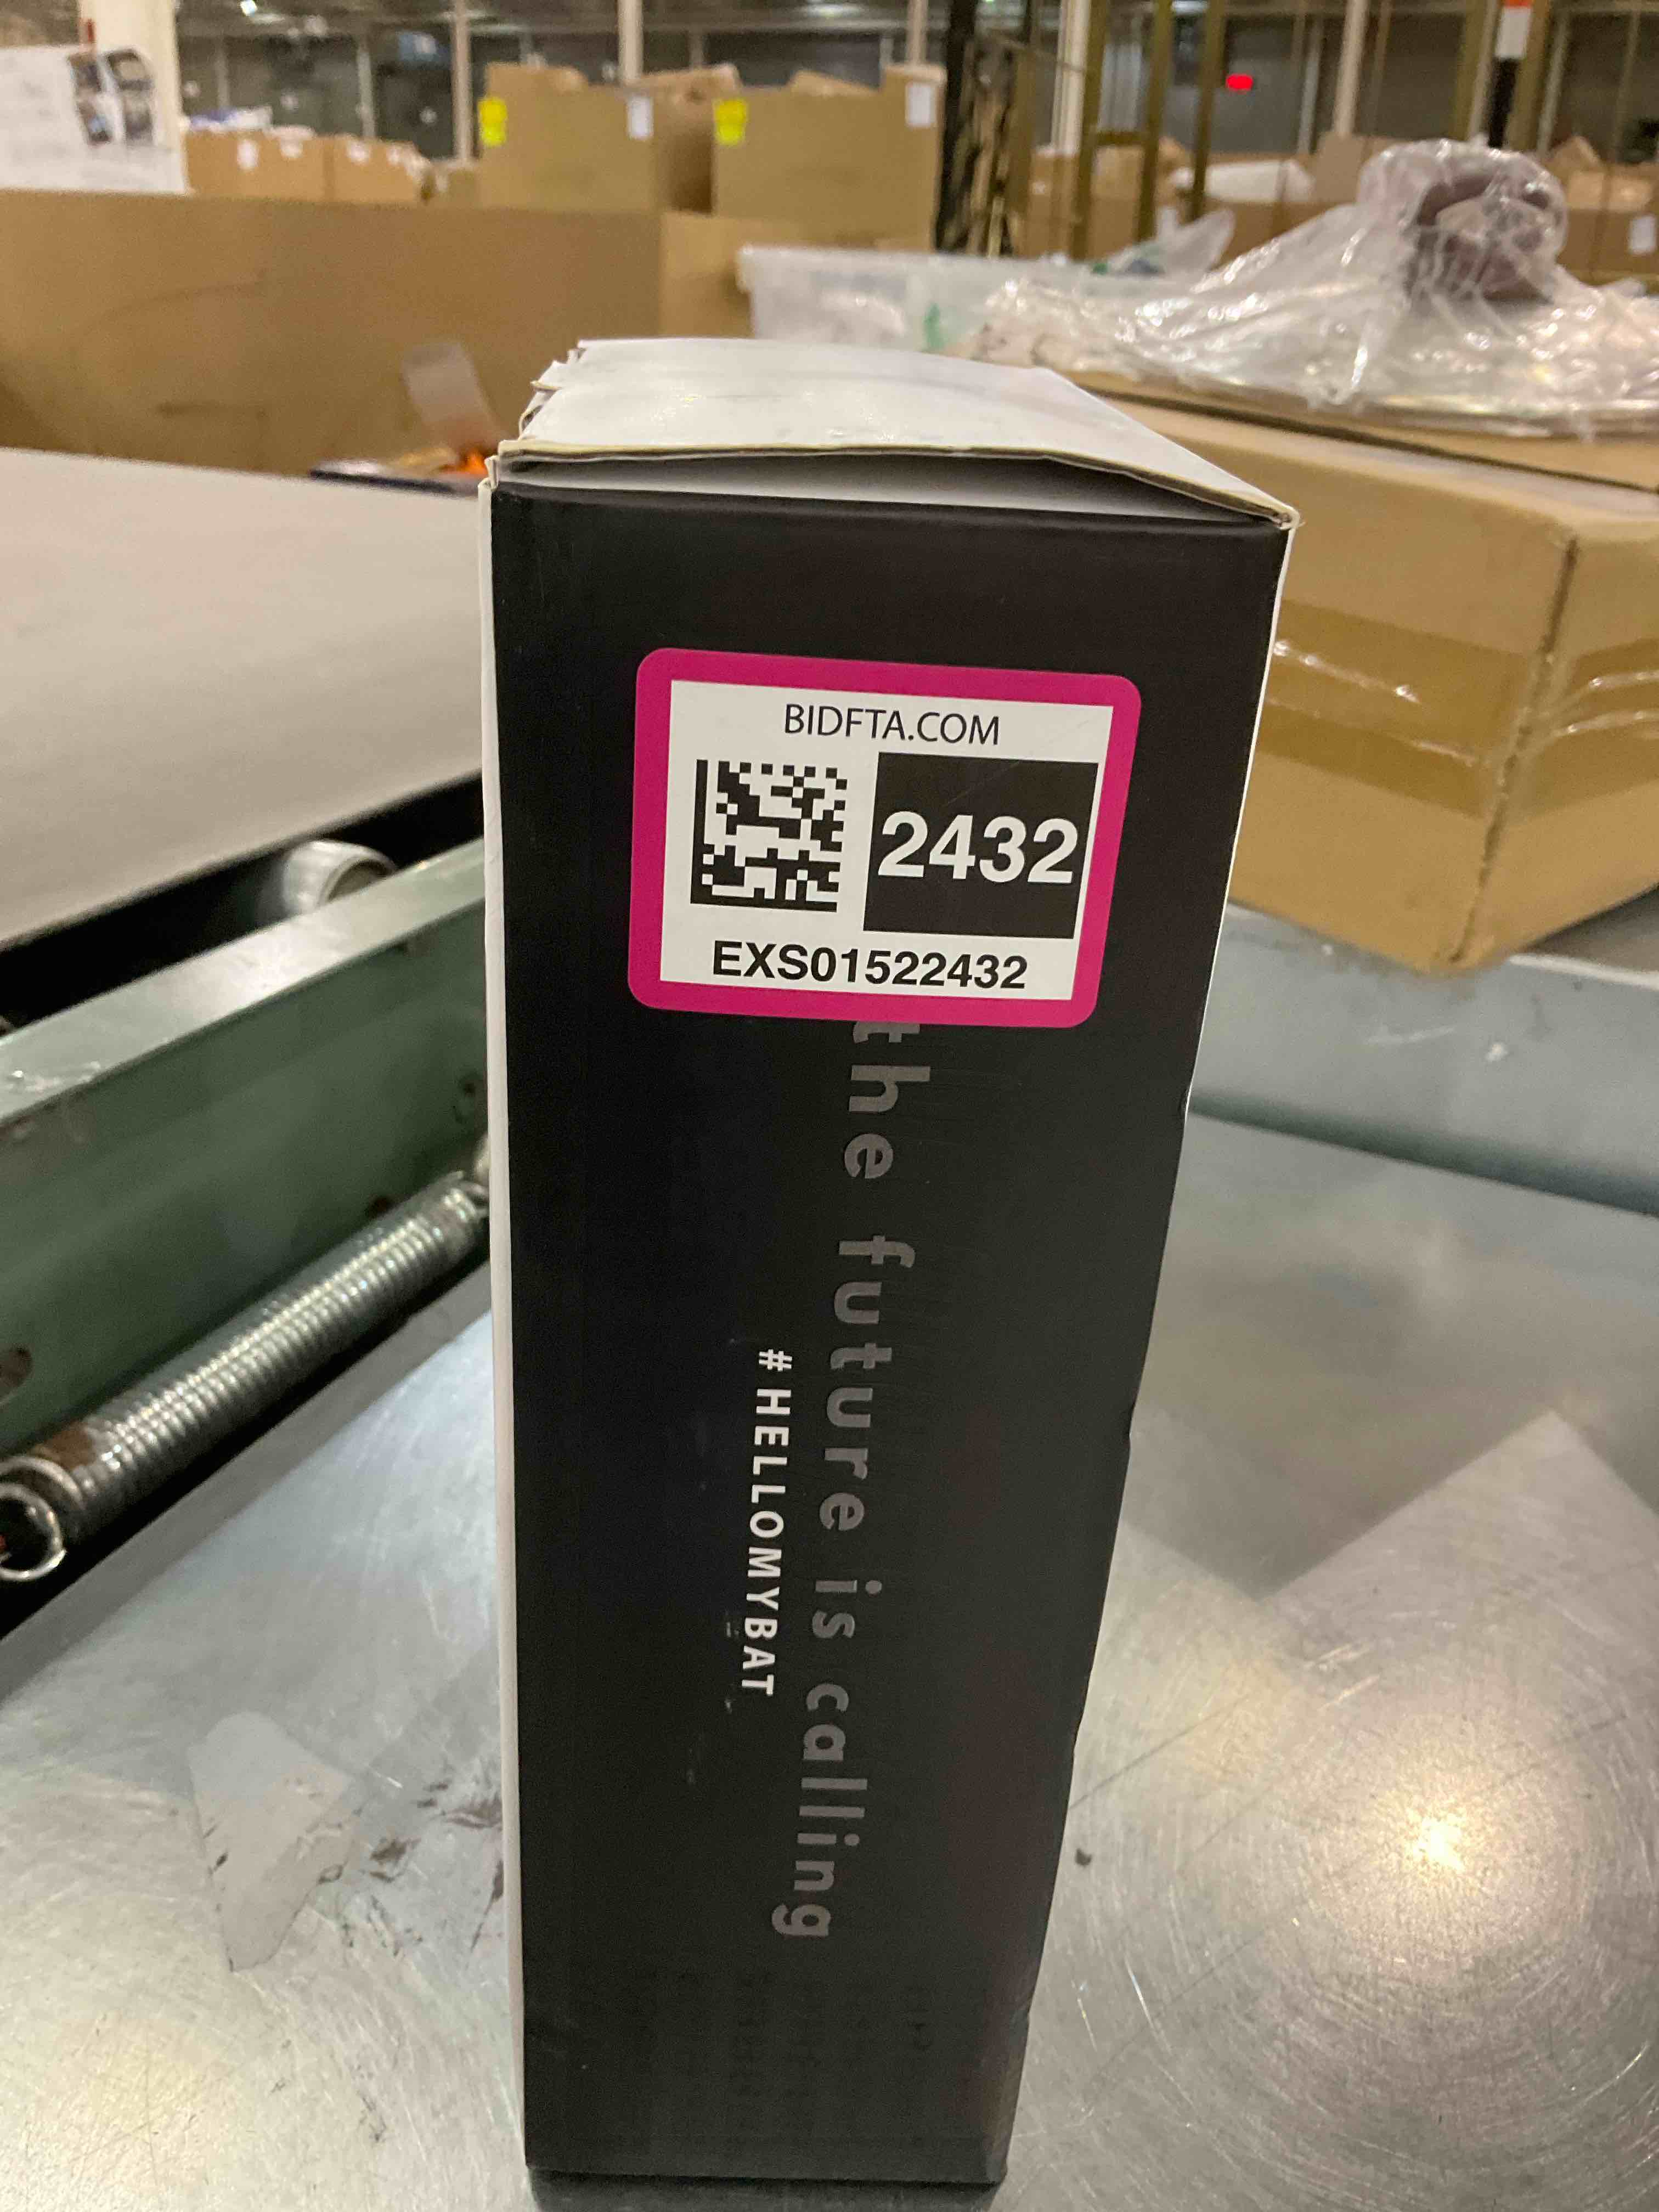 BIDFTA.COM
2432
EXS01522432
the future is calling
#HELLOMYBAT